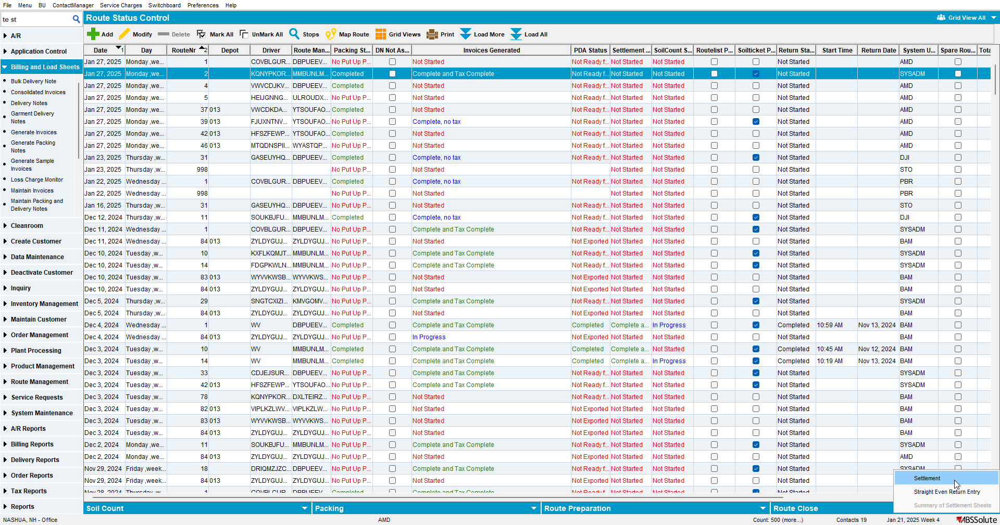 File Menu BU ContactManager Service Charges Switchboard Preferences Help
te st
Route Status Control
Grid View All
Add Modify Delete Mark All UnMark All Stops Map Route Grid Views Print Load More Load All
A/R
Application Control
Billing and Load Sheets
Bulk Delivery Note
Consolidated Invoices
Delivery Notes
Garment Delivery
Notes
Generate Invoices
Generate Packing
Notes
Generate Sample
Invoices
Loss Charge Monitor
Maintain Invoices
Maintain Packing and
Delivery Notes
Cleanroom
Create Customer
Data Maintenance
Deactivate Customer
Inquiry
Inventory Management
Maintain Customer
Order Management
Plant Processing
Product Management
Route Management
Service Requests
System Maintenance
A/R Reports
Billing Reports
Delivery Reports
Order Reports
Tax Reports
Reports
Date 1 Day RouteNr 2 Depot Driver Route Man... Packing St... DN Not As... Invoices Generated PDA Status Settlement ... SoilCount S... Routelist P... Soilticket P... Return Sta... Start Time Return Date System U... Spare Rou... Tota
Jan 27, 2025 Monday ,we... 1 COVBLGUR... DBPUEEV... No Put Up P... Not Started Not Ready f... Not Started Not Started Not Started AMD
Jan 27, 2025 Monday ,we... 2 KQNYPKOR... MMBUNLM... Completed Complete and Tax Complete Not Ready f... Not Started Not Started Not Started SYSADM
Jan 27, 2025 Monday ,we... 4 VWVCDJKV... DBPUEEV... Completed Not Started Not Ready f... Not Started Not Started Not Started AMD
Jan 27, 2025 Monday ,we... 5 HEIJGNNG... ULROUDX... No Put Up P... Not Started Not Ready f... Not Started Not Started Not Started AMD
Jan 27, 2025 Monday ,we... 37 013 VWCDKDA... YTSOUFAO... Completed Not Started Not Ready f... Not Started Not Started Not Started AMD
Jan 27, 2025 Monday ,we... 39 013 FJUXNTNV... YTSOUFAO... No Put Up P... Complete, no tax Not Ready f... Not Started Not Started Not Started AMD
Jan 27, 2025 Monday ,we... 42 013 HFSZFEWP... YTSOUFAO... No Put Up P... Not Started Not Ready f... Not Started Not Started Not Started AMD
Jan 27, 2025 Monday ,we... 46 013 MTQDNSPII... WYASTQP... No Put Up P... Not Started Not Ready f... Not Started Not Started Not Started AMD
Jan 23, 2025 Thursday ,w... 31 GASEUYHQ... DBPUEEV... Completed Complete, no tax Not Ready f... Not Started Not Started Not Started DJI
Jan 23, 2025 Thursday ,w... 998 No Put Up P... Not Started Not Started Not Started Not Started STO
Jan 22, 2025 Wednesday ... 1 COVBLGUR... DBPUEEV... Completed Complete, no tax Not Ready f... Not Started Not Started Not Started PBR
Jan 22, 2025 Wednesday ... 998 No Put Up P... Not Started Not Started Not Started Not Started PBR
Jan 16, 2025 Thursday ,w... 31 GASEUYHQ... DBPUEEV... No Put Up P... Not Started Not Ready f... Not Started Not Started Not Started STO
Dec 12, 2024 Thursday ,w... 11 SOUKBJFU... MMBUNLM... Completed Complete, no tax Not Ready f... Not Started Not Started Not Started DJI
Dec 11, 2024 Wednesday ... 1 COVBLGUR... DBPUEEV... No Put Up P... Complete and Tax Complete Not Ready f... Not Started Not Started Not Started SYSADM
Dec 11, 2024 Wednesday ... 84 013 ZYLDYGUJ... ZYLDYGUJ... No Put Up P... Not Started Not Exported Not Started Not Started Not Started BAM
Dec 10, 2024 Tuesday ,w... 10 KXFLKQMJT... MMBUNLM... No Put Up P... Complete and Tax Complete Not Ready f... Not Started Not Started Not Started SYSADM
Dec 10, 2024 Tuesday ,w... 14 FDGPKWLN... MMBUNLM... No Put Up P... Complete and Tax Complete Not Ready f... Not Started Not Started Not Started SYSADM
Dec 10, 2024 Tuesday ,w... 83 013 WYVVKWSB... WYVVKWS... No Put Up P... Not Started Not Exported Not Started Not Started Not Started BAM
Dec 10, 2024 Tuesday ,w... 84 013 ZYLDYGUJ... ZYLDYGUJ... No Put Up P... Not Started Not Exported Not Started Not Started Not Started BAM
Dec 5, 2024 Thursday ,w... 29 SNGTCXIZI... KMVGOMV... No Put Up P... Complete and Tax Complete Not Ready f... Not Started Not Started Not Started SYSADM
Dec 5, 2024 Thursday ,w... 84 013 ZYLDYGUJ... ZYLDYGUJ... No Put Up P... Not Started Not Exported Not Started Not Started Not Started BAM
Dec 4, 2024 Wednesday ... 1 WV DBPUEEV... Completed Complete and Tax Complete Completed Complete a... In Progress Completed 10:59 AM Nov 13, 2024 BAM
Dec 4, 2024 Wednesday ... 84 013 ZYLDYGUJ... ZYLDYGUJ... No Put Up P... In Progress Not Exported Not Started Not Started Not Started BAM
Dec 3, 2024 Tuesday ,w... 10 WV MMBUNLM... Completed Complete and Tax Complete Completed Complete a... Not Started Completed 10:45 AM Nov 12, 2024 BAM
Dec 3, 2024 Tuesday ,w... 14 WV MMBUNLM... Completed Complete and Tax Complete Completed Complete a... In Progress Completed 10:19 AM Nov 13, 2024 BAM
Dec 3, 2024 Tuesday ,w... 33 CDJEJSUR... DBPUEEV... No Put Up P... Complete and Tax Complete Not Ready f... Not Started Not Started Not Started SYSADM
Dec 3, 2024 Tuesday ,w... 42 013 HFSZFEWP... YTSOUFAO... No Put Up P... Complete and Tax Complete Not Ready f... Not Started Not Started Not Started SYSADM
Dec 3, 2024 Tuesday ,w... 78 KQNYPKOR... DXLTEIRZ... No Put Up P... Not Started Not Ready f... Not Started Not Started Not Started BAM
Dec 3, 2024 Tuesday ,w... 82 013 VIPLKZLWV... VIPLKZLW... No Put Up P... Not Started Not Exported Not Started Not Started Not Started BAM
Dec 3, 2024 Tuesday ,w... 83 013 WYVVKWSB... WYVVKWS... No Put Up P... Not Started Not Exported Not Started Not Started Not Started BAM
Dec 3, 2024 Tuesday ,w... 84 013 ZYLDYGUJ... ZYLDYGUJ... No Put Up P... Not Started Not Exported Not Started Not Started Not Started BAM
Dec 2, 2024 Monday ,we... 11 SOUKBJFU... MMBUNLM... No Put Up P... Complete and Tax Complete Not Ready f... Not Started Not Started Not Started SYSADM
Dec 2, 2024 Monday ,we... 84 013 ZYLDYGUJ... ZYLDYGUJ... No Put Up P... Not Started Not Exported Not Started Not Started Not Started AMD
Nov 29, 2024 Friday ,week... 18 DRIQMZJZC... DBPUEEV... No Put Up P... Complete and Tax Complete Not Ready f... Not Started Not Started Not Started SYSADM
Nov 29, 2024 Friday ,week... 84 013 ZYLDYGUJ... ZYLDYGUJ... No Put Up P... Not Started Not Exported Not Started Not Started Not Started
Nov 28, 2024 Thursday ,w... 1 COVBLGUR... DBPUEEV... Completed Complete and Tax Complete Not Ready f... Not Started Not Started Not Started
Settlement
Straight Even Return Entry
Summary of Settlement Sheets
Soil Count Packing Route Preparation Route Close
NASHUA, NH - Office AMD Count: 500 (more...) Contacts 19 Jan 21, 2025 Week 4 ABSSolute